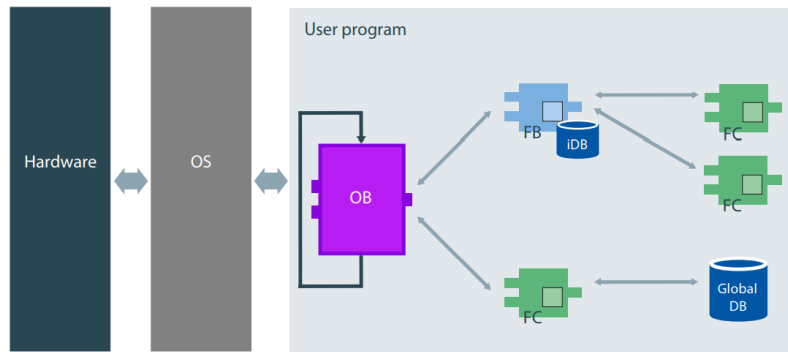 User program
Hardware
OS
OB
FB
iDB
FC
FC
FC
Global
DB